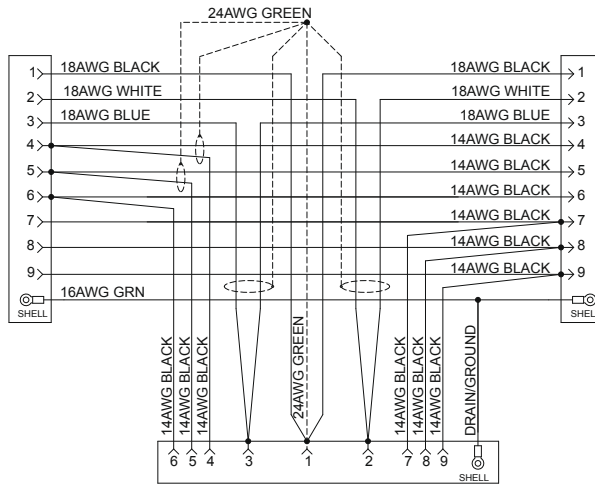 24AWG GREEN
1 18AWG BLACK 18AWG BLACK 1
2 18AWG WHITE 18AWG WHITE 2
3 18AWG BLUE 18AWG BLUE 3
4 14AWG BLACK 4
5 14AWG BLACK 5
6 14AWG BLACK 6
7 14AWG BLACK 7
8 14AWG BLACK 8
9 14AWG BLACK 9
16AWG GRN
SHELL SHELL
14AWG BLACK
14AWG BLACK
14AWG BLACK
24AWG GREEN
14AWG BLACK
14AWG BLACK
14AWG BLACK
DRAIN/GROUND
6 5 4 3 1 2 7 8 9
SHELL